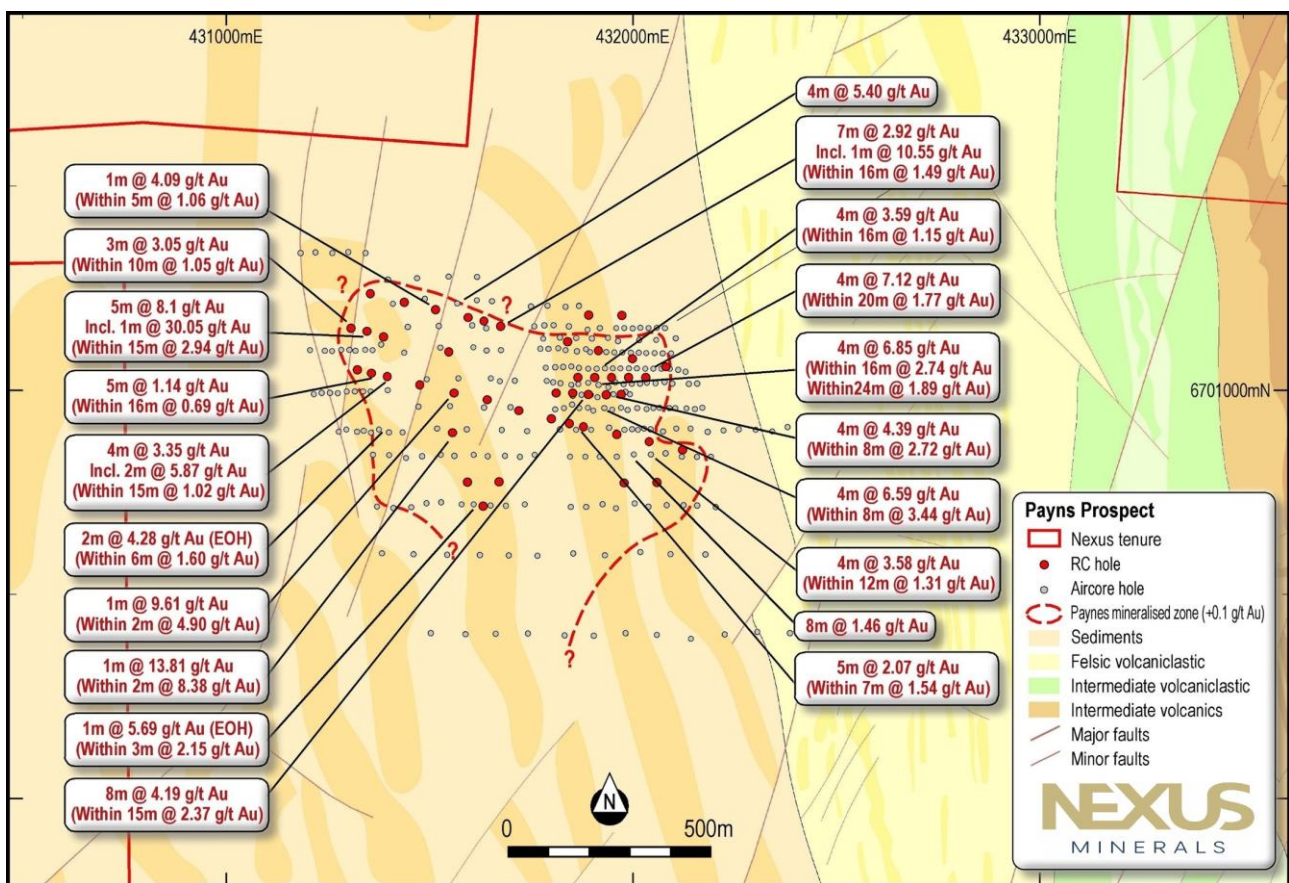 431000mE
432000mE
433000mE
6701000mN
1m @ 4.09 g/t Au
(Within 5m @ 1.06 g/t Au)
3m @ 3.05 g/t Au
(Within 10m @ 1.05 g/t Au)
5m @ 8.1 g/t Au
Incl. 1m @ 30.05 g/t Au
(Within 15m @ 2.94 g/t Au)
5m @ 1.14 g/t Au
(Within 16m @ 0.69 g/t Au)
4m @ 3.35 g/t Au
Incl. 2m @ 5.87 g/t Au
(Within 15m @ 1.02 g/t Au)
2m @ 4.28 g/t Au (EOH)
(Within 6m @ 1.60 g/t Au)
1m @ 9.61 g/t Au
(Within 2m @ 4.90 g/t Au)
1m @ 13.81 g/t Au
(Within 2m @ 8.38 g/t Au)
1m @ 5.69 g/t Au (EOH)
(Within 3m @ 2.15 g/t Au)
8m @ 4.19 g/t Au
(Within 15m @ 2.37 g/t Au)
?
?
?
?
4m @ 5.40 g/t Au
7m @ 2.92 g/t Au
Incl. 1m @ 10.55 g/t Au
(Within 16m @ 1.49 g/t Au)
4m @ 3.59 g/t Au
(Within 16m @ 1.15 g/t Au)
4m @ 7.12 g/t Au
(Within 20m @ 1.77 g/t Au)
4m @ 6.85 g/t Au
(Within 16m @ 2.74 g/t Au
Within24m @ 1.89 g/t Au)
4m @ 4.39 g/t Au
(Within 8m @ 2.72 g/t Au)
4m @ 6.59 g/t Au
(Within 8m @ 3.44 g/t Au)
4m @ 3.58 g/t Au
(Within 12m @ 1.31 g/t Au)
8m @ 1.46 g/t Au
5m @ 2.07 g/t Au
(Within 7m @ 1.54 g/t Au)
N
0 500m
Payns Prospect
Nexus tenure
RC hole
Aircore hole
Paynes mineralised zone (+0.1 g/t Au)
Sediments
Felsic volcaniclastic
Intermediate volcaniclastic
Intermediate volcanics
Major faults
Minor faults
NEXUS
MINERALS